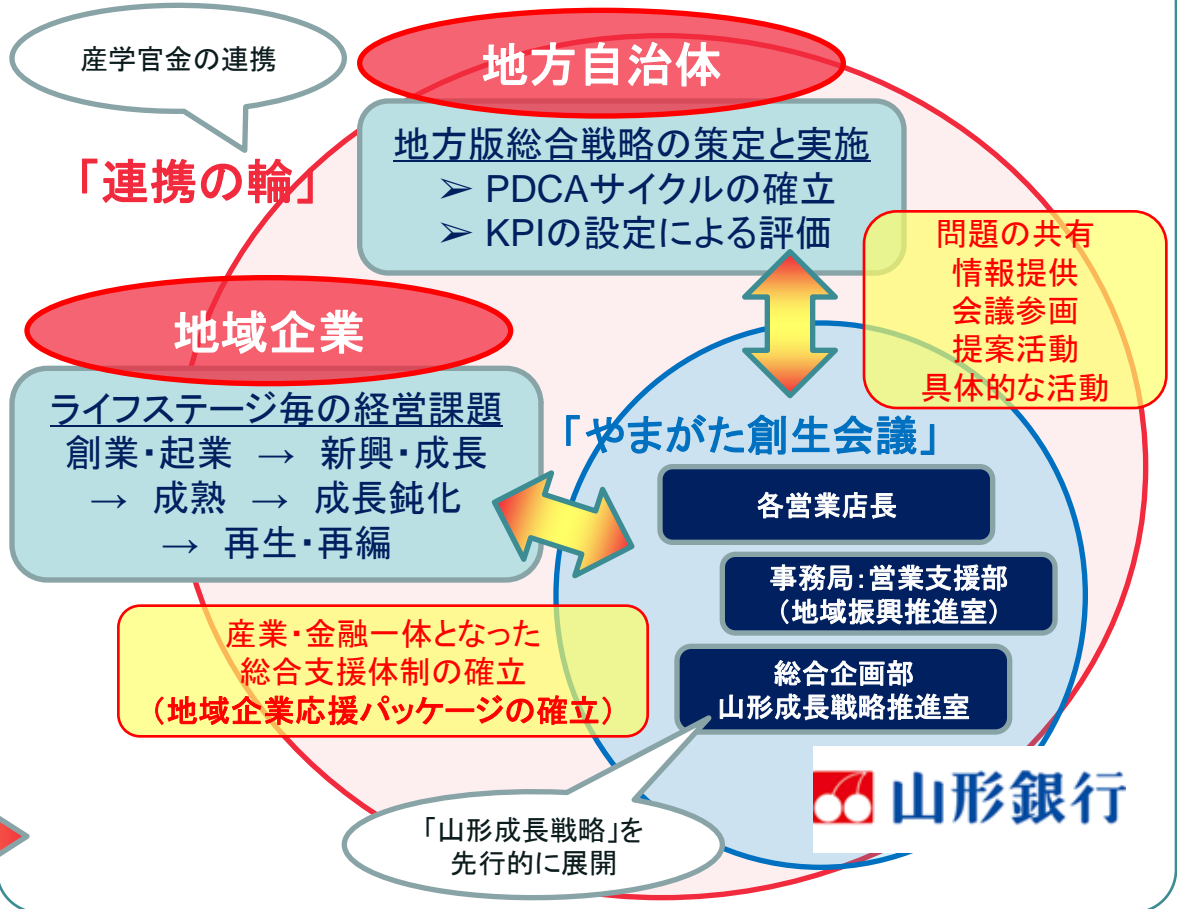 産学官金の連携
地方自治体
「連携の輪」
地方版総合戦略の策定と実施
➢ PDCAサイクルの確立
➢ KPIの設定による評価
問題の共有
情報提供
会議参画
提案活動
具体的な活動
地域企業
ライフステージ毎の経営課題
創業・起業 → 新興・成長
→ 成熟 → 成長鈍化
→ 再生・再編
「やまがた創生会議」
各営業店長
事務局：営業支援部
（地域振興推進室）
総合企画部
山形成長戦略推進室
産業・金融一体となった
総合支援体制の確立
（地域企業応援パッケージの確立）
「山形成長戦略」を
先行的に展開
山形銀行